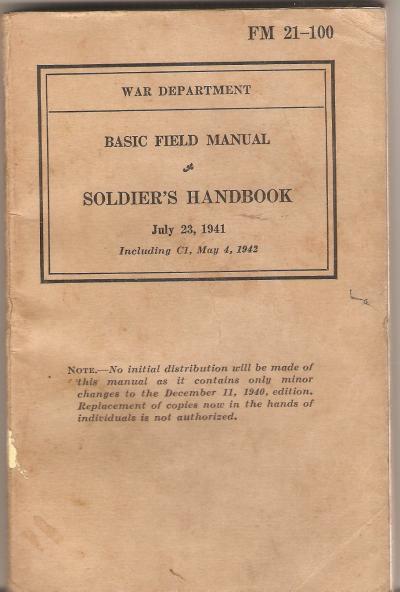 FM 21-100
WAR DEPARTMENT
BASIC FIELD MANUAL
SOLDIER'S HANDBOOK
July 23, 1941
Including C1, May 4, 1942
NOTE.—No initial distribution will be made of
this manual as it contains only minor
changes to the December 11, 1940, edition.
Replacement of copies now in the hands of
individuals is not authorized.